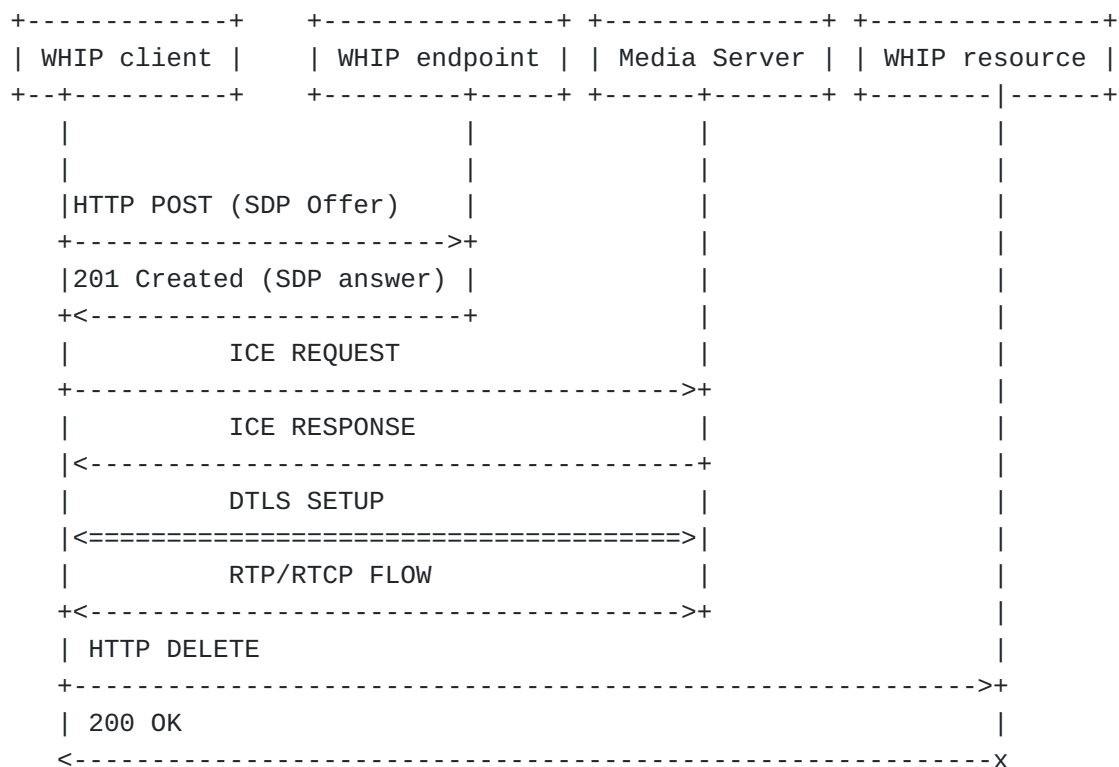 WHIP client WHIP endpoint Media Server WHIP resource
HTTP POST (SDP Offer)
201 Created (SDP answer)
ICE REQUEST
ICE RESPONSE
DTLS SETUP
RTP/RTCP FLOW
HTTP DELETE
200 OK
x